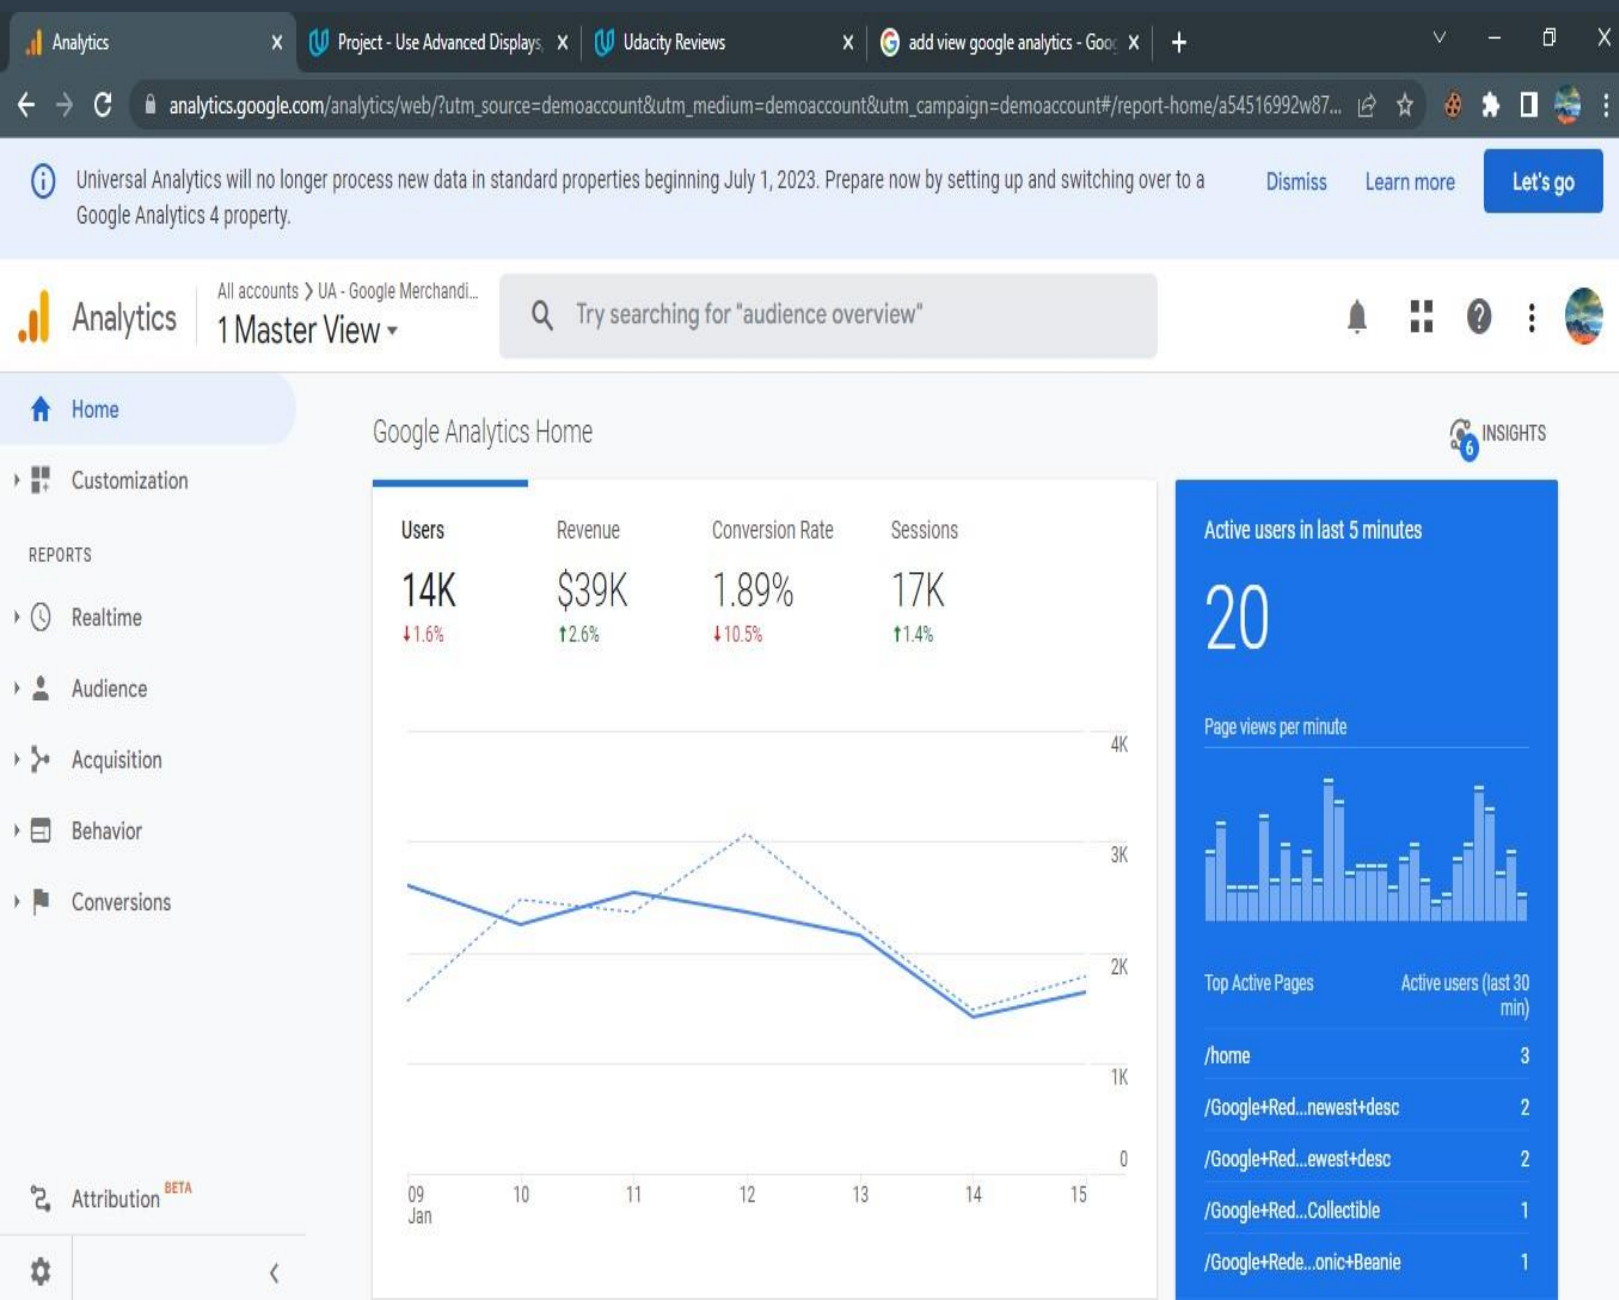 Analytics
Project - Use Advanced Displays,
Udacity Reviews
add view google analytics - Goog
analytics.google.com/analytics/web/?utm_source=demoaccount&utm_medium=demoaccount&utm_campaign=demoaccount#/report-home/a54516992w87...
Universal Analytics will no longer process new data in standard properties beginning July 1, 2023. Prepare now by setting up and switching over to a
Google Analytics 4 property.
Dismiss
Learn more
Let's go
Analytics
All accounts > UA - Google Merchandi...
1 Master View
Try searching for "audience overview"
Home
Customization
REPORTS
Realtime
Audience
Acquisition
Behavior
Conversions
Attribution BETA
Google Analytics Home
6 INSIGHTS
Users
14K
↓1.6%
Revenue
$39K
↑2.6%
Conversion Rate
1.89%
↓10.5%
Sessions
17K
↑1.4%
4K
3K
2K
1K
0
09 10 11 12 13 14 15
Jan
Active users in last 5 minutes
20
Page views per minute
Top Active Pages
Active users (last 30
min)
/home 3
/Google+Red...newest+desc 2
/Google+Red...ewest+desc 2
/Google+Red...Collectible 1
/Google+Rede...onic+Beanie 1